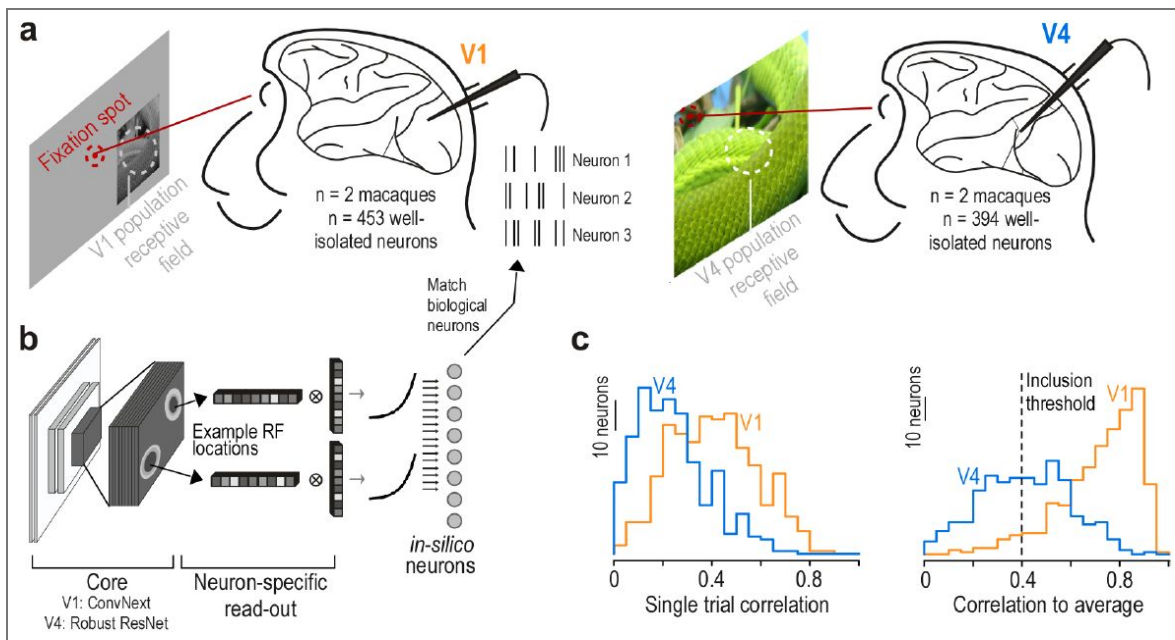 a
V1
Fixation spot
V1 population
receptive
field
n = 2 macaques
n = 453 well-
isolated neurons
Neuron 1
Neuron 2
Neuron 3
V4
V4 population
receptive
field
n = 2 macaques
n = 394 well-
isolated neurons
b
Match
biological
neurons
Example RF
locations
in-silico
neurons
Core
V1: ConvNext
V4: Robust ResNet
Neuron-specific
read-out
c
10 neurons
V4
V1
0 0.4 0.8
Single trial correlation
10 neurons
Inclusion
threshold
V1
V4
0 0.4 0.8
Correlation to average